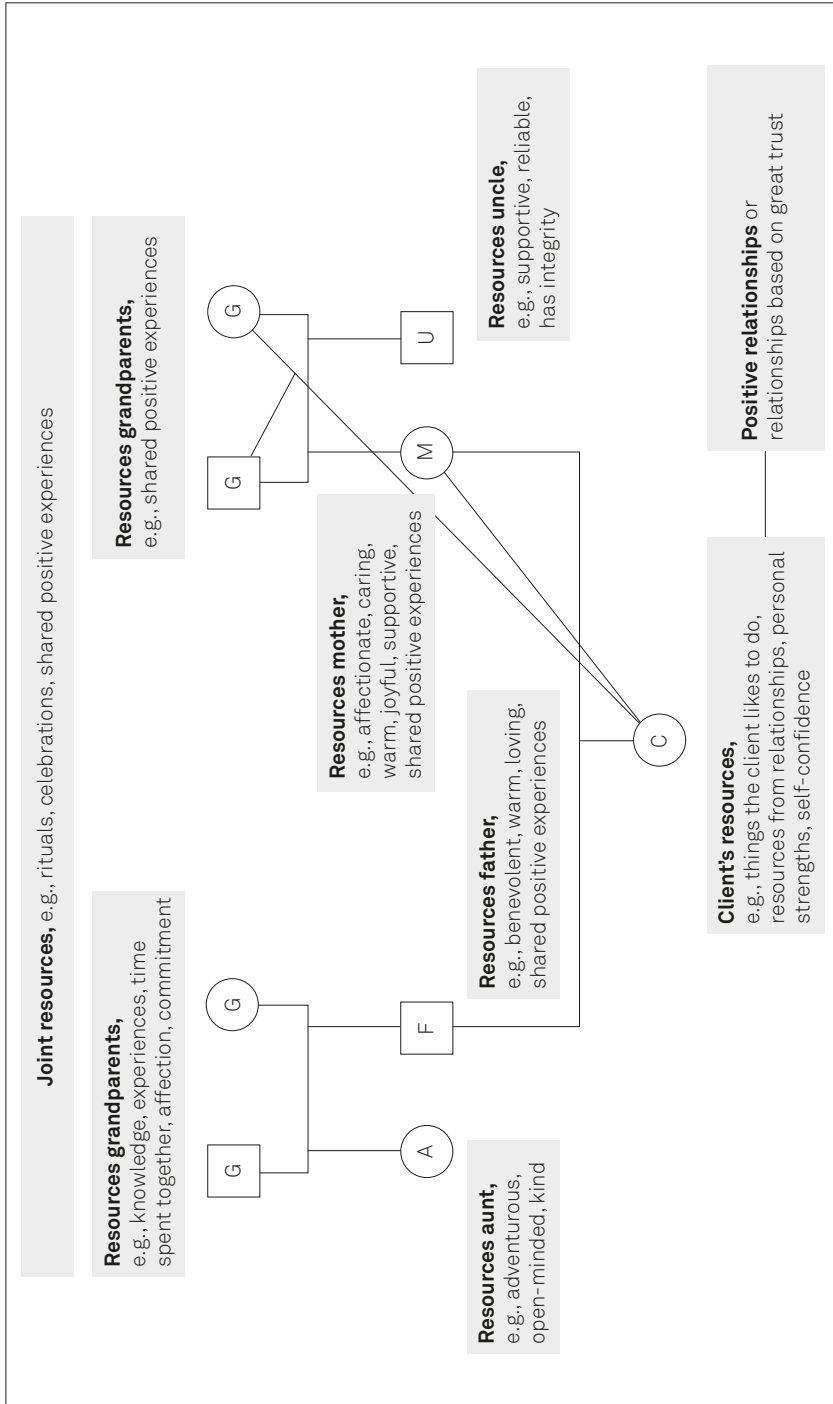 Joint resources, e.g., rituals, celebrations, shared positive experiences
Resources grandparents,
e.g., knowledge, experiences, time
spent together, affection, commitment
Resources grandparents,
e.g., shared positive experiences
G
G
G
G
Resources mother,
e.g., affectionate, caring,
warm, joyful, supportive,
shared positive experiences
A
F
M
U
Resources aunt,
e.g., adventurous,
open-minded, kind
Resources father,
e.g., benevolent, warm, loving,
shared positive experiences
Resources uncle,
e.g., supportive, reliable,
has integrity
C
Client's resources,
e.g., things the client likes to do,
resources from relationships, personal
strengths, self-confidence
Positive relationships or
relationships based on great trust